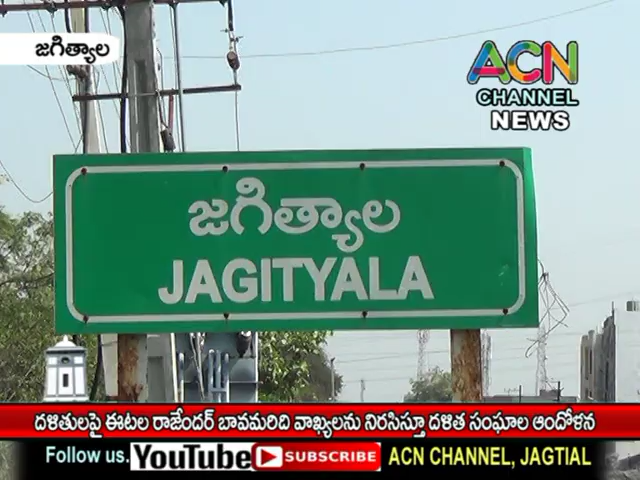 జగిత్యాల
ACN
CHANNEL
NEWS
జగిత్యాల
JAGITYALA
దళితులపై ఈటల రాజేందర్ బావమరిది వాఖ్యలను నిరసిస్తూ దళిత సంఘాల ఆందోళన
Follow us. YouTube SUBSCRIBE ACN CHANNEL, JAGTIAL